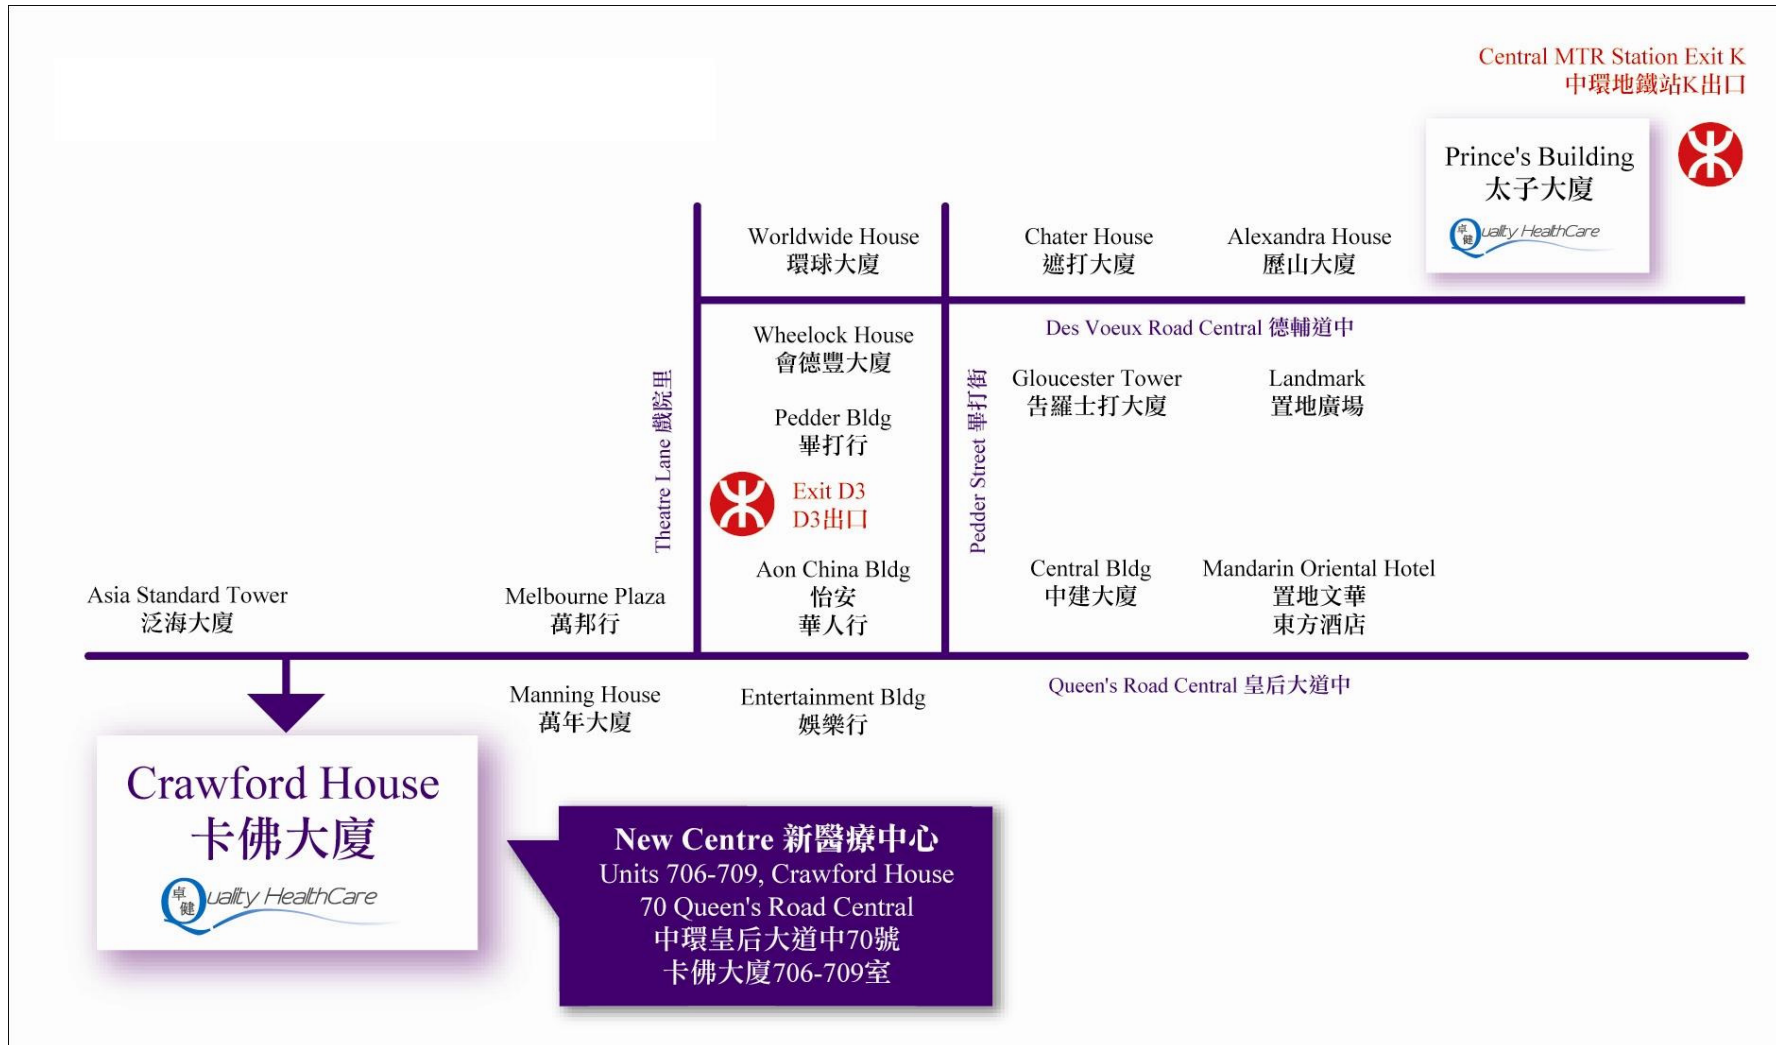 Central MTR Station Exit K
中環地鐵站K出口
Prince's Building
太子大廈
卓健
Quality HealthCare
Worldwide House
環球大廈
Chater House
遮打大廈
Alexandra House
歷山大廈
Des Voeux Road Central 德輔道中
Wheelock House
會德豐大廈
Theatre Lane 戲院里
Pedder Street 畢打街
Gloucester Tower
告羅士打大廈
Landmark
置地廣場
Pedder Bldg
畢打行
Exit D3
D3出口
Asia Standard Tower
泛海大廈
Melbourne Plaza
萬邦行
Aon China Bldg
怡安
華人行
Central Bldg
中建大廈
Mandarin Oriental Hotel
置地文華
東方酒店
Queen's Road Central 皇后大道中
Manning House
萬年大廈
Entertainment Bldg
娛樂行
Crawford House
卡佛大廈
卓健
Quality HealthCare
New Centre 新醫療中心
Units 706-709, Crawford House
70 Queen's Road Central
中環皇后大道中70號
卡佛大廈706-709室